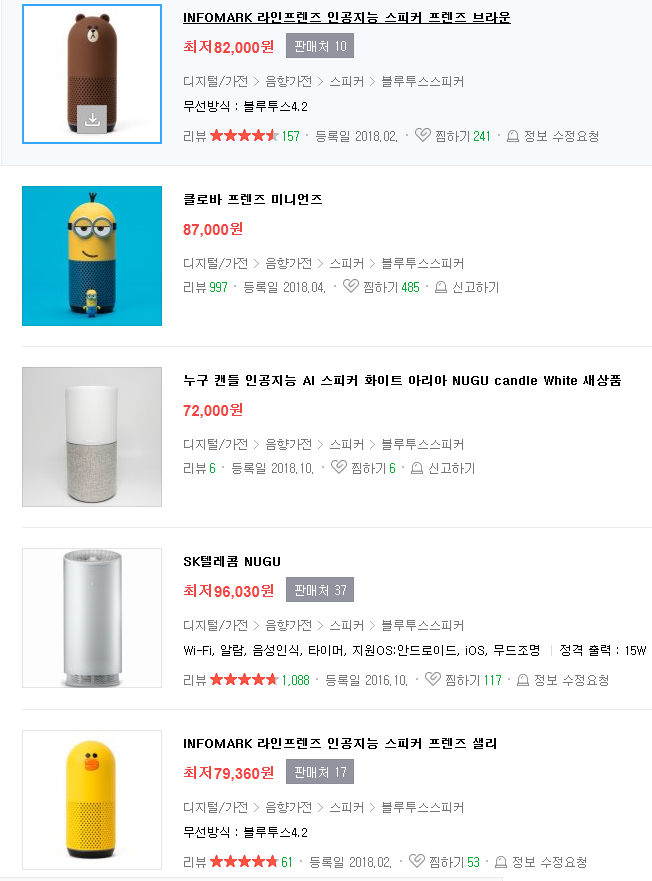 INFOMARK 라인프렌즈 인공지능 스피커 프렌즈 브라운
최저82,000원 판매처 10
디지털/가전 > 음향가전 > 스피커 > 블루투스스피커
무선방식 : 블루투스4.2
리뷰 ★★★★★ 157 · 등록일 2018.02. · 찜하기 241 · 정보 수정요청
클로바 프렌즈 미니언즈
87,000원
디지털/가전 > 음향가전 > 스피커 > 블루투스스피커
리뷰 997 · 등록일 2018.04. · 찜하기 485 · 신고하기
누구 캔들 인공지능 AI 스피커 화이트 아리아 NUGU candle White 새상품
72,000원
디지털/가전 > 음향가전 > 스피커 > 블루투스스피커
리뷰 6 · 등록일 2018.10. · 찜하기 6 · 신고하기
SK텔레콤 NUGU
최저96,030원 판매처 37
디지털/가전 > 음향가전 > 스피커 > 블루투스스피커
Wi-Fi, 알람, 음성인식, 타이머, 지원OS:안드로이드, iOS, 무드조명 | 정격 출력 : 15W
리뷰 ★★★★★ 1,088 · 등록일 2016.10. · 찜하기 117 · 정보 수정요청
INFOMARK 라인프렌즈 인공지능 스피커 프렌즈 샐리
최저79,360원 판매처 17
디지털/가전 > 음향가전 > 스피커 > 블루투스스피커
무선방식 : 블루투스4.2
리뷰 ★★★★★ 61 · 등록일 2018.02. · 찜하기 53 · 정보 수정요청